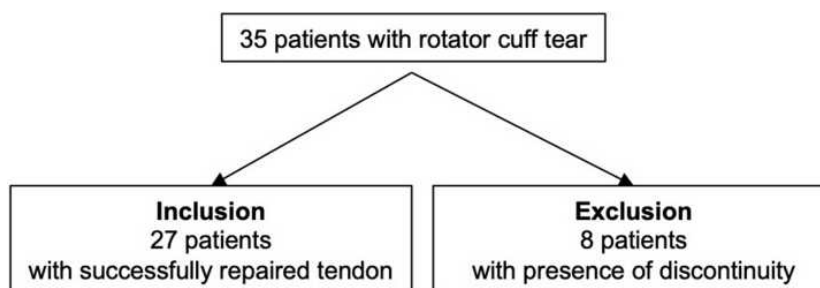 35 patients with rotator cuff tear
Inclusion
27 patients
with successfully repaired tendon
Exclusion
8 patients
with presence of discontinuity